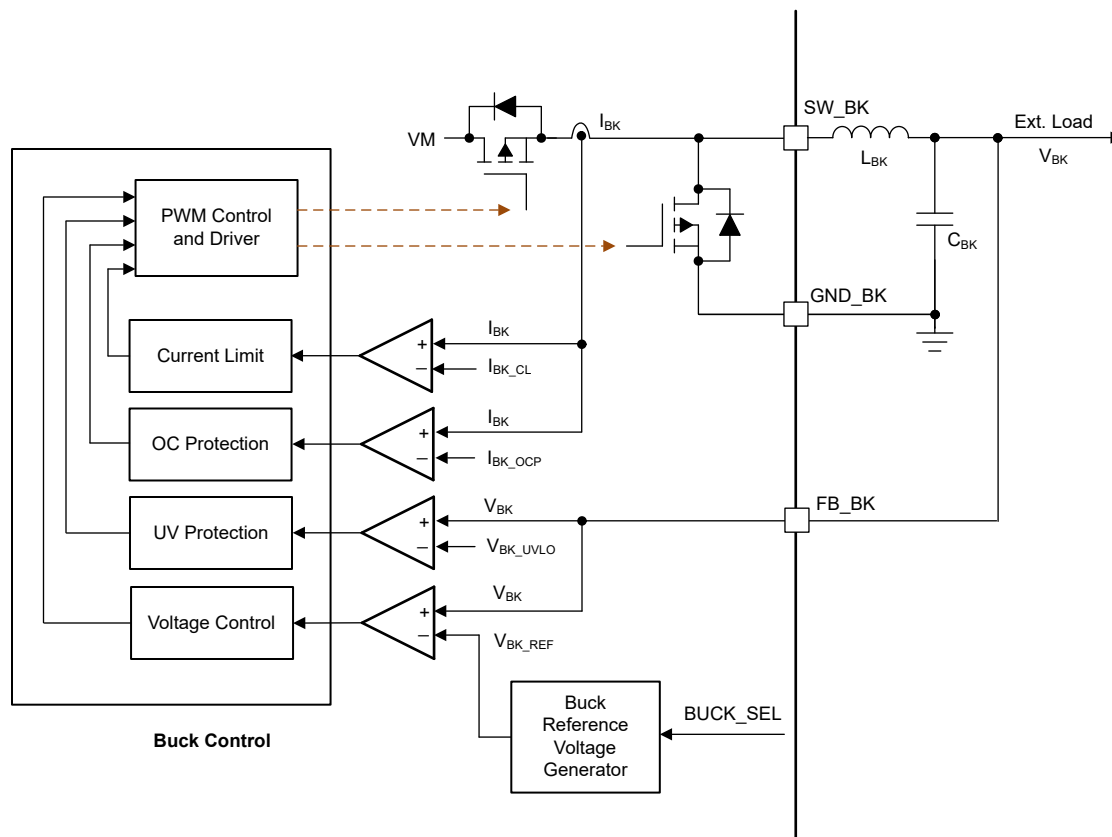 SW_BK
I_BK
Ext. Load
VM
L_BK
V_BK
PWM Control
and Driver
C_BK
GND_BK
I_BK
+
Current Limit
−
I_BK_CL
I_BK
+
OC Protection
−
I_BK_OCP
V_BK
FB_BK
+
UV Protection
−
V_BK_UVLO
V_BK
+
Voltage Control
−
V_BK_REF
Buck
Reference
Voltage
Generator
BUCK_SEL
Buck Control